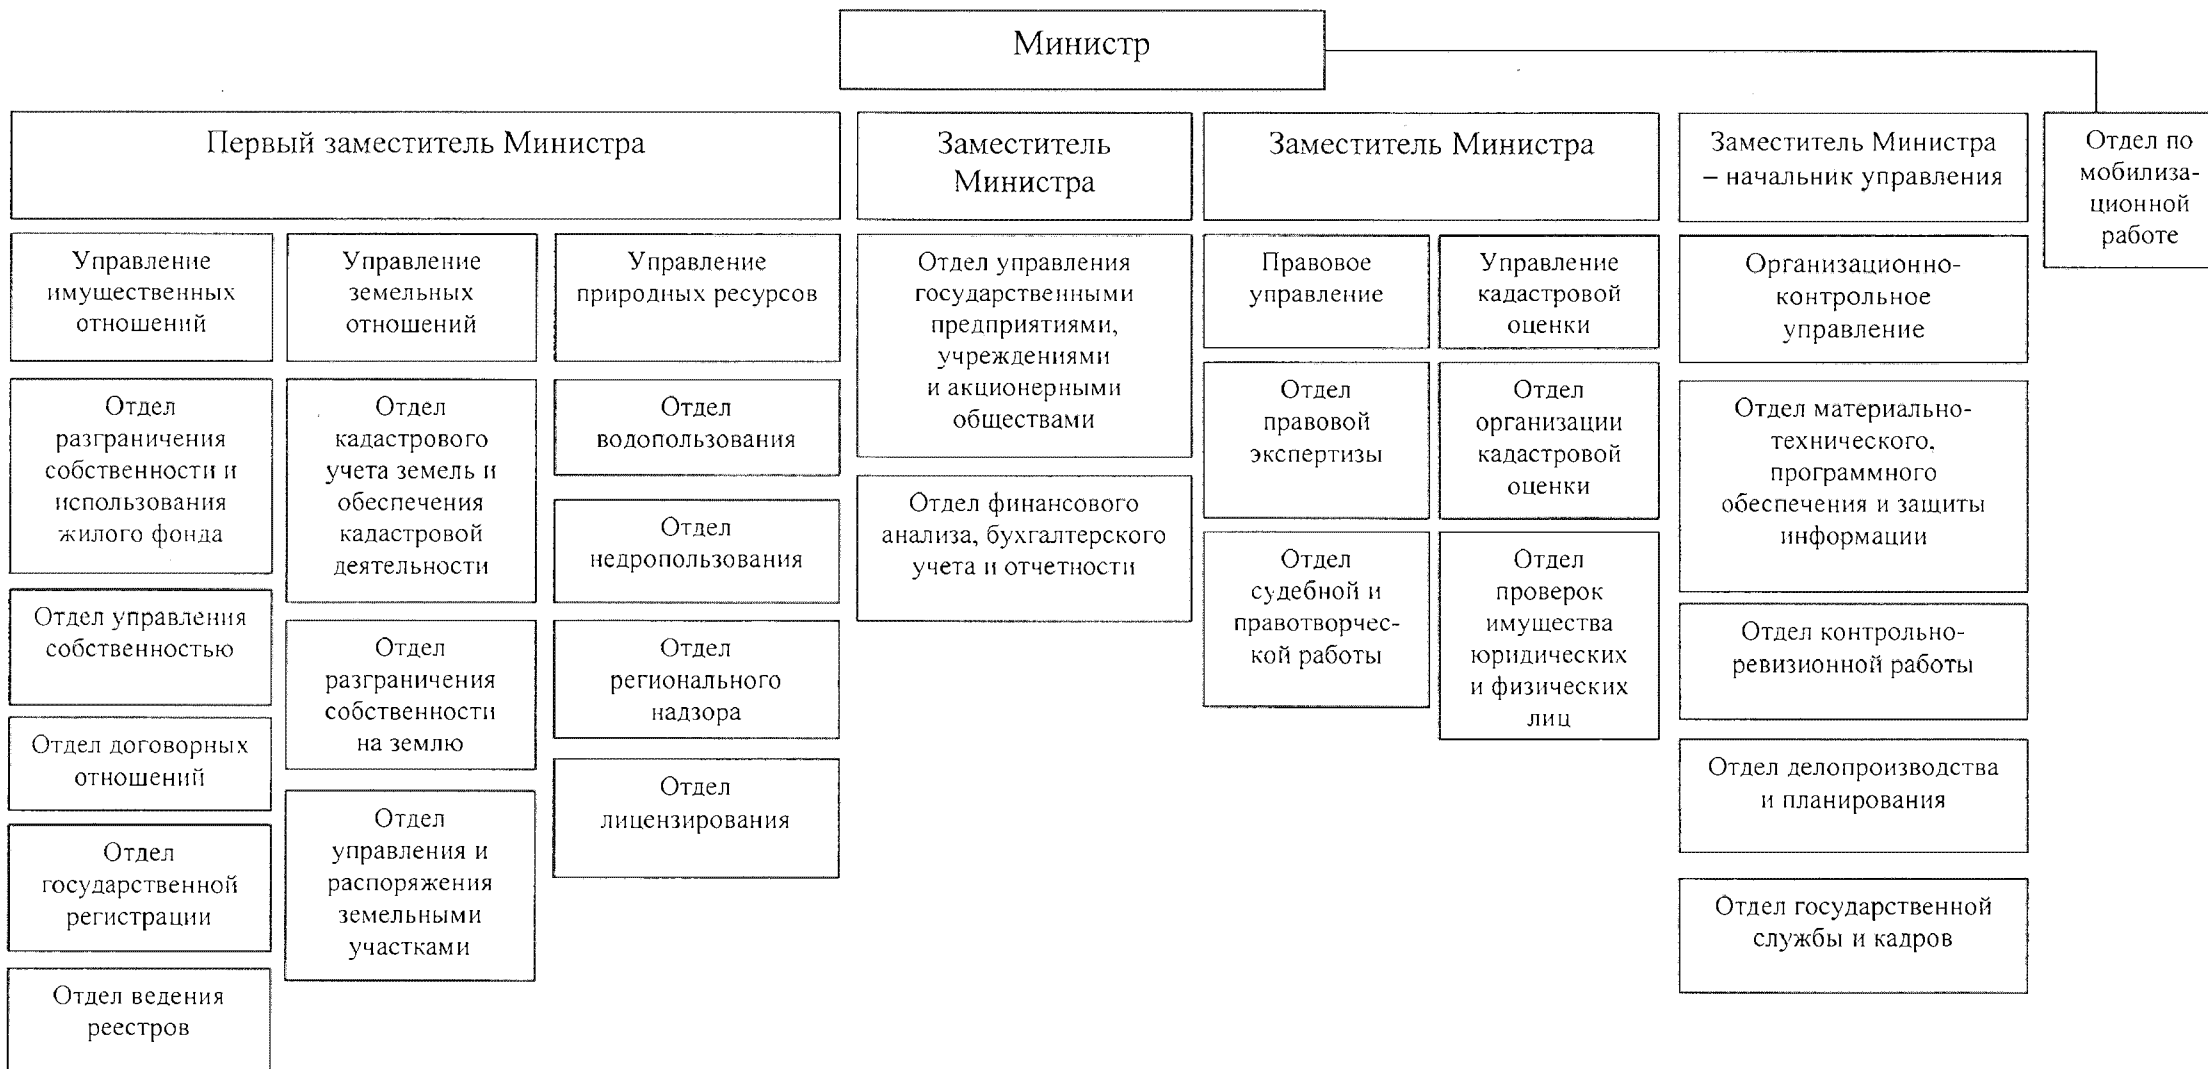 Министр
Первый заместитель Министра
Заместитель
Министра
Заместитель Министра
Заместитель Министра
– начальник управления
Отдел по
мобилиза-
ционной
работе
Управление
имущественных
отношений
Отдел
разграничения
собственности и
использования
жилого фонда
Отдел управления
собственностью
Отдел договорных
отношений
Отдел
государственной
регистрации
Отдел ведения
реестров
Управление
земельных
отношений
Отдел
кадастрового
учета земель и
обеспечения
кадастровой
деятельности
Отдел
разграничения
собственности
на землю
Отдел
управления и
распоряжения
земельными
участками
Управление
природных ресурсов
Отдел
водопользования
Отдел
недропользования
Отдел
регионального
надзора
Отдел
лицензирования
Отдел управления
государственными
предприятиями,
учреждениями
и акционерными
обществами
Отдел финансового
анализа, бухгалтерского
учета и отчетности
Правовое
управление
Отдел
правовой
экспертизы
Отдел
судебной и
правотворчес-
кой работы
Управление
кадастровой
оценки
Отдел
организации
кадастровой
оценки
Отдел
проверок
имущества
юридических
и физических
лиц
Организационно-
контрольное
управление
Отдел материально-
технического,
программного
обеспечения и защиты
информации
Отдел контрольно-
ревизионной работы
Отдел делопроизводства
и планирования
Отдел государственной
службы и кадров